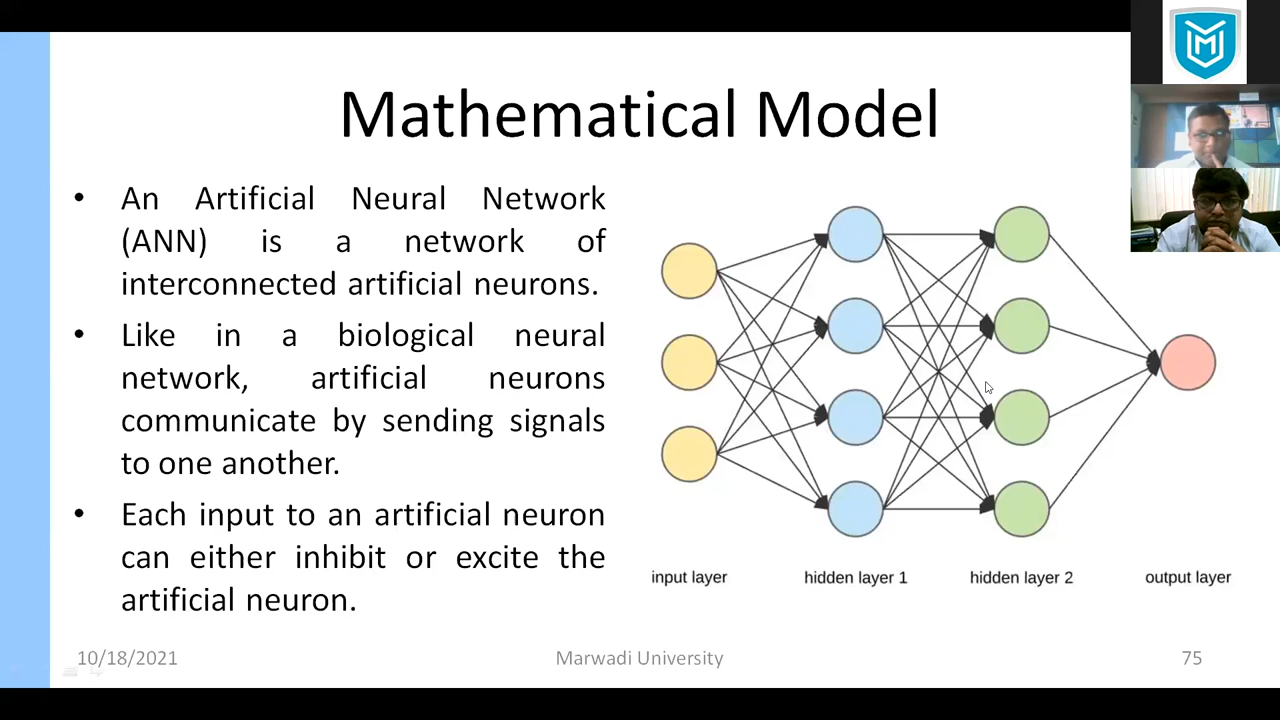 Mathematical Model
• An Artificial Neural Network
(ANN) is a network of
interconnected artificial neurons.
• Like in a biological neural
network, artificial neurons
communicate by sending signals
to one another.
• Each input to an artificial neuron
can either inhibit or excite the
artificial neuron.
input layer
hidden layer 1
hidden layer 2
output layer
10/18/2021
Marwadi University
75